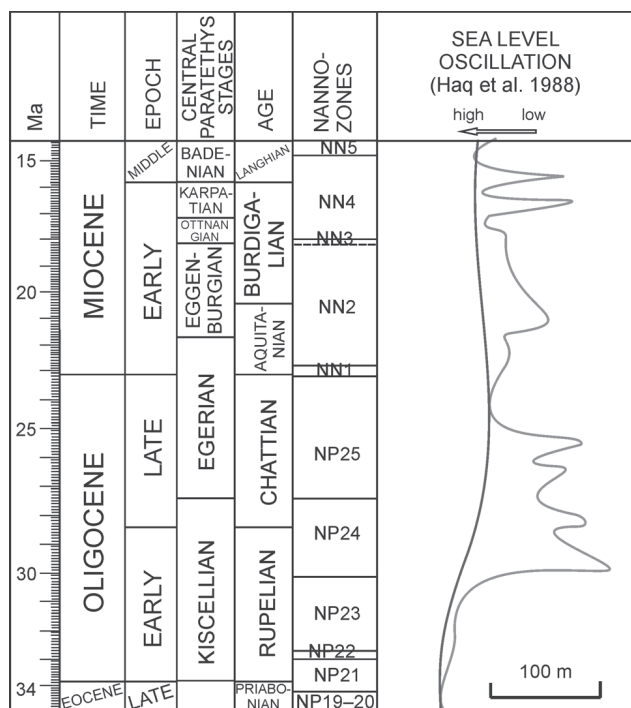 Ma
TIME
EPOCH
CENTRAL
PARATETHYS
STAGES
AGE
NANNO-
ZONES
SEA LEVEL
OSCILLATION
(Haq et al. 1988)
high
low
15
20
25
30
34
MIOCENE
OLIGOCENE
EOCENE
MIDDLE
EARLY
LATE
EARLY
LATE
BADE-
NIAN
KARPA-
TIAN
OTTNAN
GIAN
EGGEN-
BURGIAN
EGERIAN
KISCELLIAN
LANGHIAN
BURDIGA-
LIAN
AQUITA-
NIAN
CHATTIAN
RUPELIAN
PRIABO-
NIAN
NN5
NN4
NN3
NN2
NN1
NP25
NP24
NP23
NP22
NP21
NP19–20
100 m